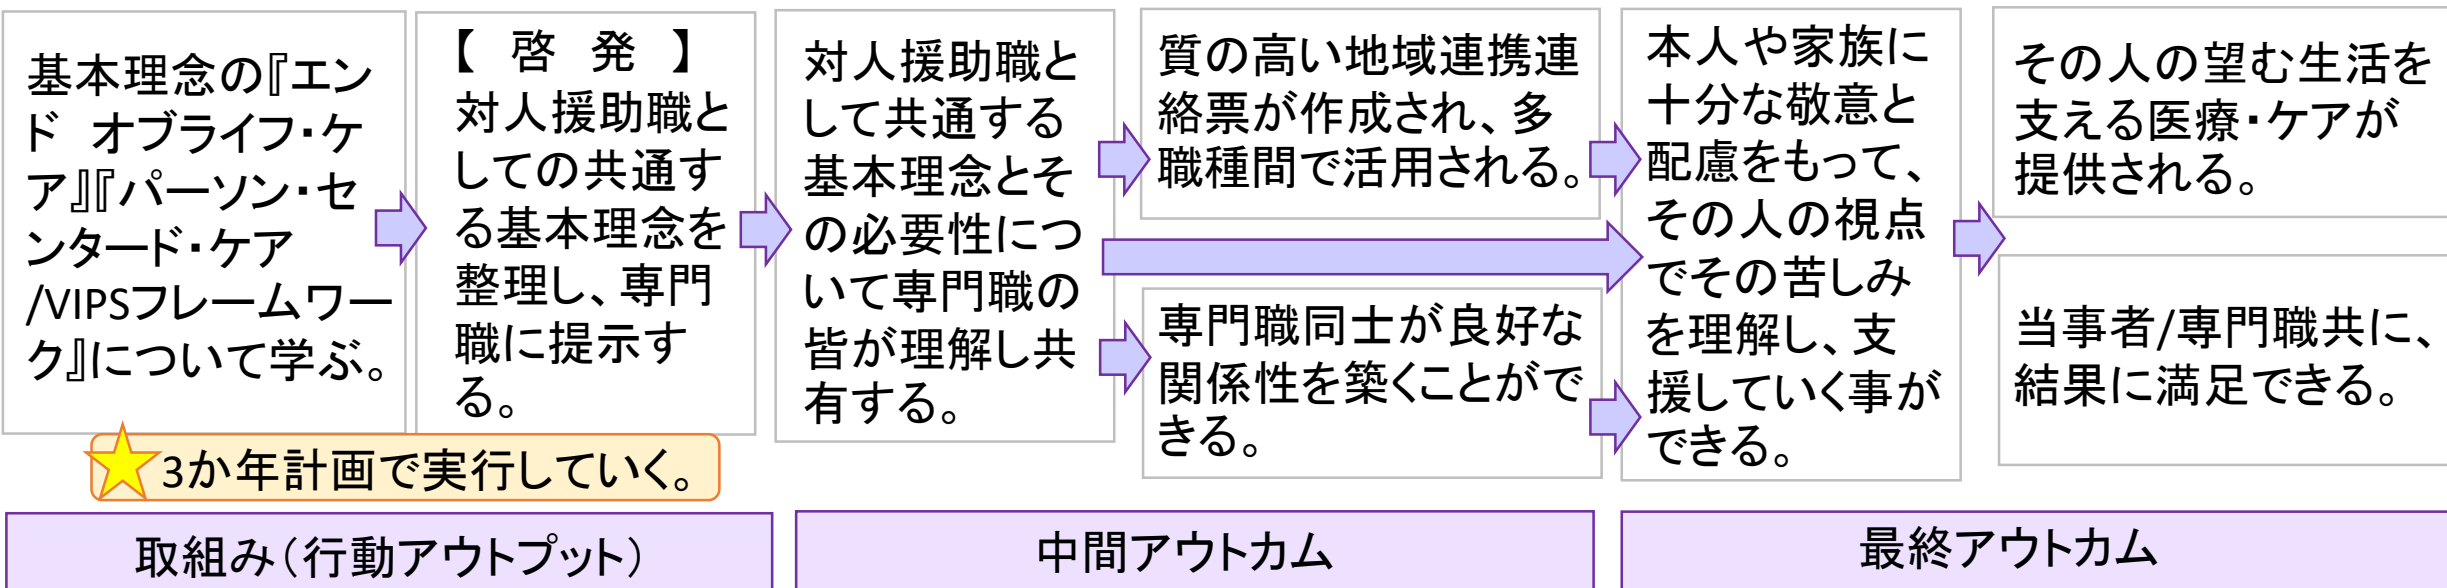 基本理念の『エン
ド オブライフ・ケ
ア』『パーソン・セ
ンタード・ケア
/VIPSフレームワー
ク』について学ぶ。
【 啓 発 】
対人援助職と
しての共通す
る基本理念を
整理し、専門
職に提示す
る。
対人援助職と
して共通する
基本理念とそ
の必要性につ
いて専門職の
皆が理解し共
有する。
質の高い地域連携連
絡票が作成され、多
職種間で活用される。
専門職同士が良好な
関係性を築くことがで
きる。
本人や家族に
十分な敬意と
配慮をもって、
その人の視点
でその苦しみ
を理解し、支
援していく事が
できる。
その人の望む生活を
支える医療・ケアが
提供される。
当事者/専門職共に、
結果に満足できる。
3か年計画で実行していく。
取組み(行動アウトプット)
中間アウトカム
最終アウトカム